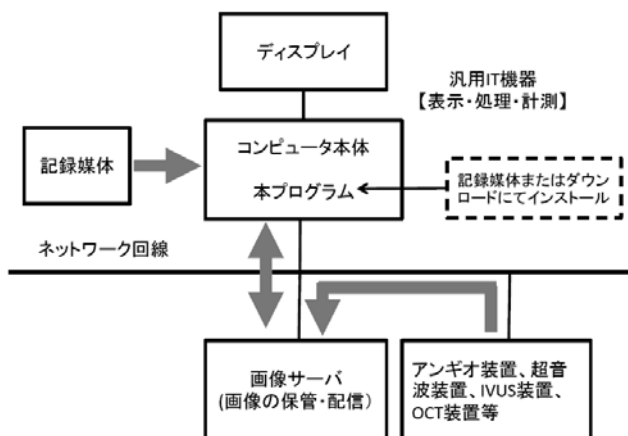 ディスプレイ
汎用IT機器
【表示・処理・計測】
記録媒体
コンピュータ本体
本プログラム
記録媒体またはダウン
ロードにてインストール
ネットワーク回線
画像サーバ
(画像の保管・配信)
アンギオ装置、超音
波装置、IVUS装置、
OCT装置等